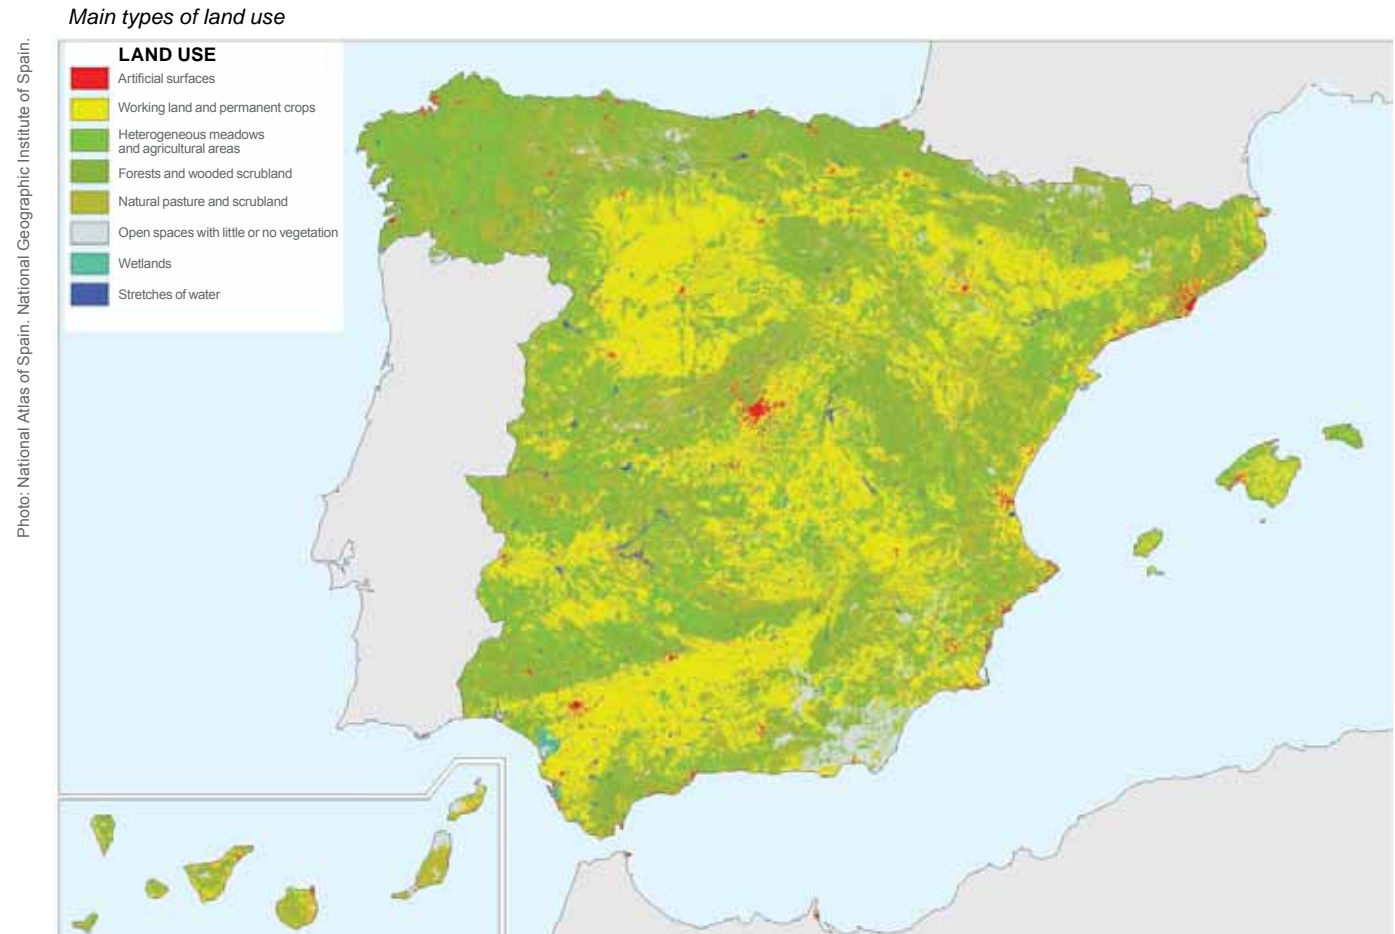 Main types of land use
Photo: National Atlas of Spain. National Geographic Institute of Spain.
LAND USE
Artificial surfaces
Working land and permanent crops
Heterogeneous meadows
and agricultural areas
Forests and wooded scrubland
Natural pasture and scrubland
Open spaces with little or no vegetation
Wetlands
Stretches of water